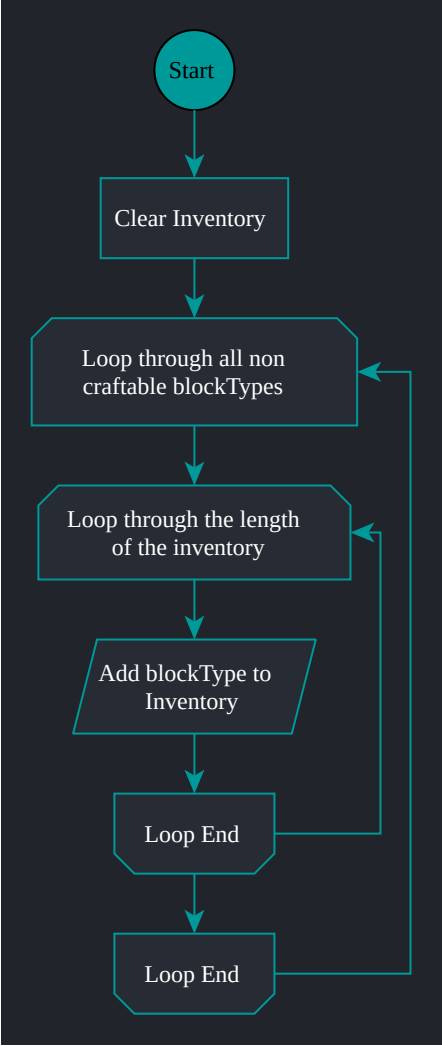 Start
Clear Inventory
Loop through all non
craftable blockTypes
Loop through the length
of the inventory
Add blockType to
Inventory
Loop End
Loop End